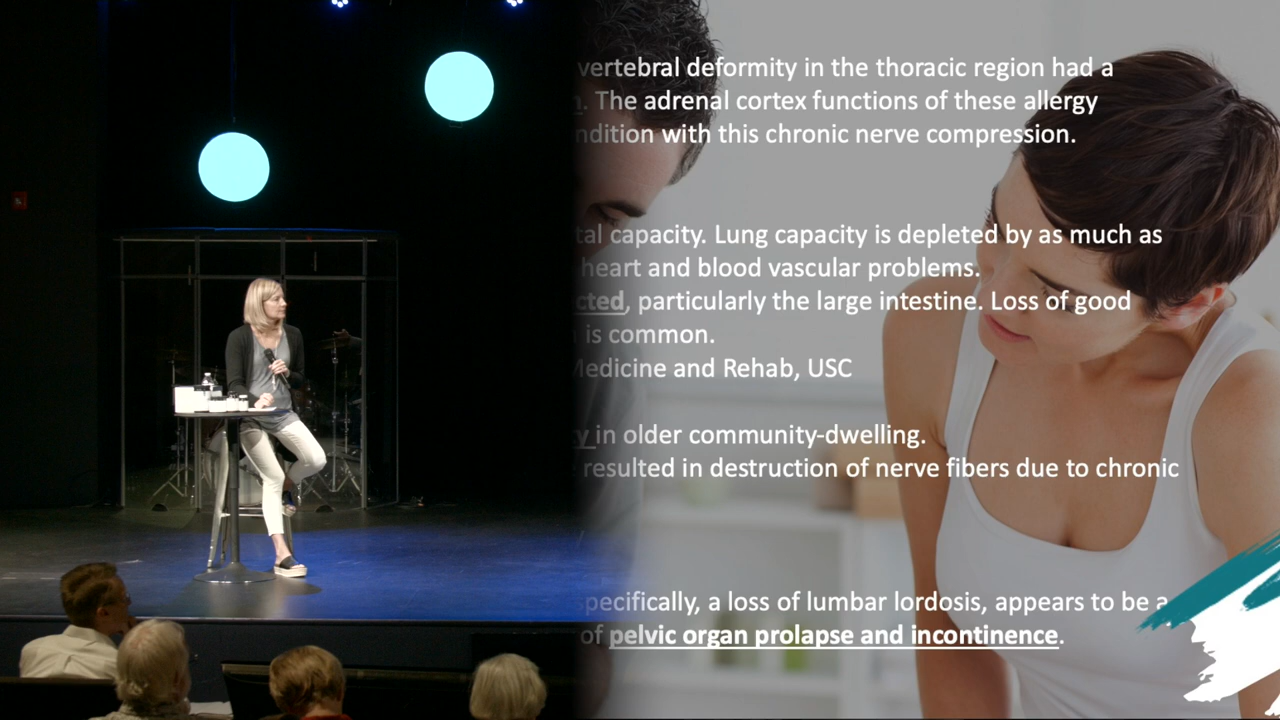 vertebral deformity in the thoracic region had a
. The adrenal cortex functions of these allergy
ndition with this chronic nerve compression.
tal capacity. Lung capacity is depleted by as much as
heart and blood vascular problems.
cted, particularly the large intestine. Loss of good
is common.
Medicine and Rehab, USC
y in older community-dwelling.
resulted in destruction of nerve fibers due to chronic
specifically, a loss of lumbar lordosis, appears to be a
of pelvic organ prolapse and incontinence.